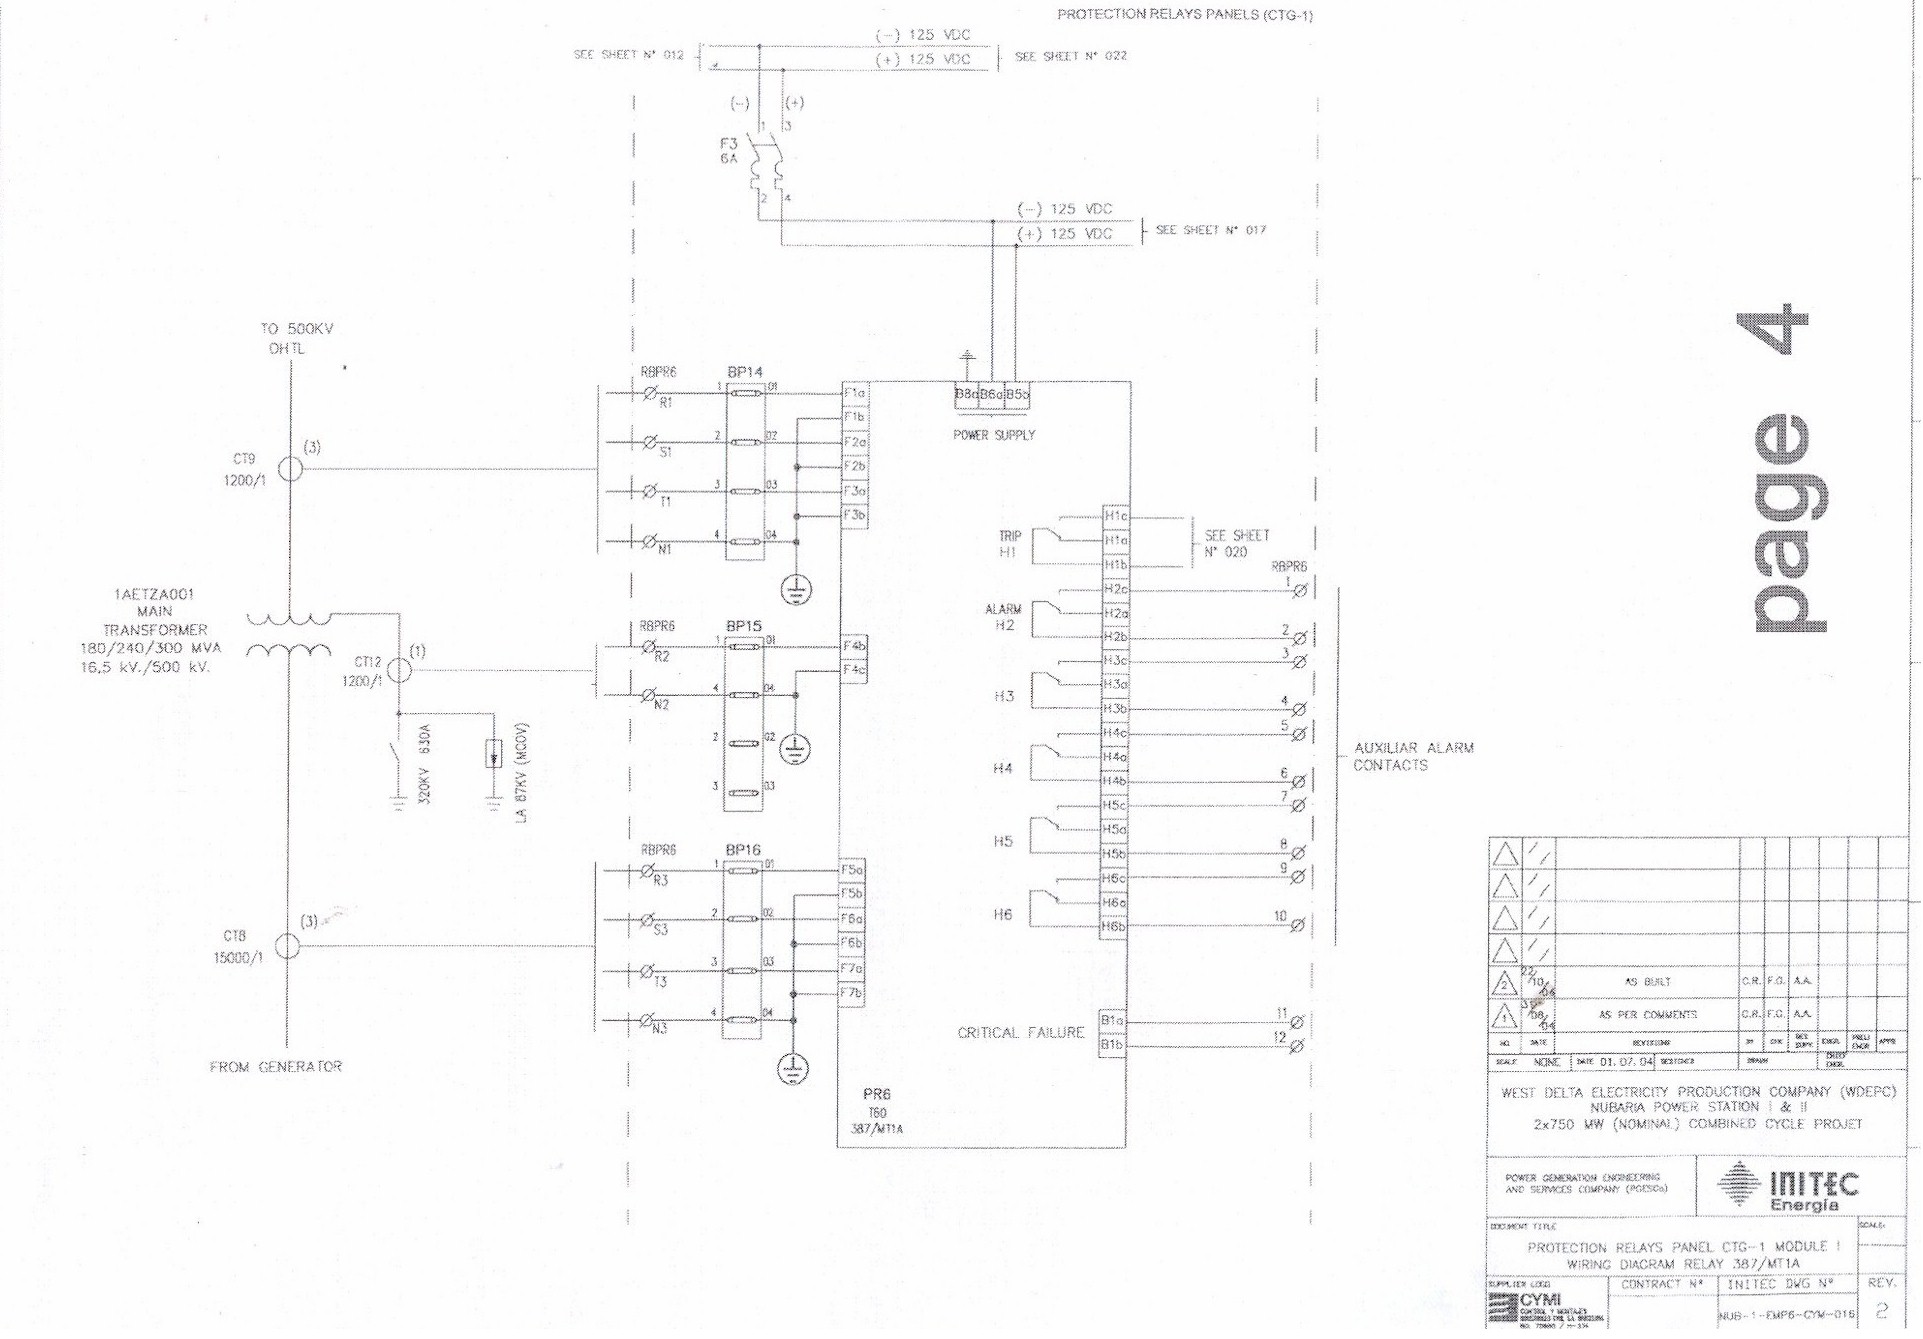 PROTECTION RELAYS PANELS (CTG-1)
(-) 125 VDC
SEE SHEET N° 012
SEE SHEET N° 022
(+) 125 VDC
(-)
(+)
1
3
F3
6A
2
4
(-) 125 VDC
(+) 125 VDC
SEE SHEET N° 017
page 4
TO 500KV
OHTL
CT9
1200/1
(3)
RBPR6
BP14
R1
S1
T1
N1
1
2
3
4
01
02
03
04
F1a
F1b
F2a
F2b
F3a
F3b
B8a
B6a
B5b
POWER SUPPLY
1AETZA001
MAIN
TRANSFORMER
180/240/300 MVA
16,5 kV./500 kV.
CT12
1200/1
(1)
320KV 630A
LA 87KV (MCOV)
RBPR6
BP15
R2
N2
1
4
2
3
01
04
02
03
F4b
F4c
CT8
15000/1
(3)
FROM GENERATOR
RBPR6
BP16
R3
S3
T3
N3
1
2
3
4
01
02
03
04
F5a
F5b
F6a
F6b
F7a
F7b
TRIP
H1
ALARM
H2
H3
H4
H5
H6
H1c
H1a
H1b
H2c
H2a
H2b
H3c
H3a
H3b
H4c
H4a
H4b
H5c
H5a
H5b
H6c
H6a
H6b
SEE SHEET
N° 020
RBPR6
1
2
3
4
5
6
7
8
9
10
AUXILIAR ALARM
CONTACTS
CRITICAL FAILURE
B1a
B1b
11
12
PR6
T60
387/MT1A
2
22/10/04
AS BUILT
C.R.
F.G.
A.A.
1
31/08/04
AS PER COMMENTS
C.R.
F.G.
A.A.
NO.
DATE
REVISIONS
BY
CHK
APPR
SCALE
NONE
DATE 01.07.04
DESIGNER
DRAWN
WEST DELTA ELECTRICITY PRODUCTION COMPANY (WDEPC)
NUBARIA POWER STATION I & II
2x750 MW (NOMINAL) COMBINED CYCLE PROJET
POWER GENERATION ENGINEERING
AND SERVICES COMPANY (PGESCo)
INITEC
Energía
DOCUMENT TITLE
SCALE:
PROTECTION RELAYS PANEL CTG-1 MODULE I
WIRING DIAGRAM RELAY 387/MT1A
SUPPLIER LOGO
CONTRACT N°
INITEC DWG N°
REV.
CYMI
NUB-1-EMP6-CYM-016
2